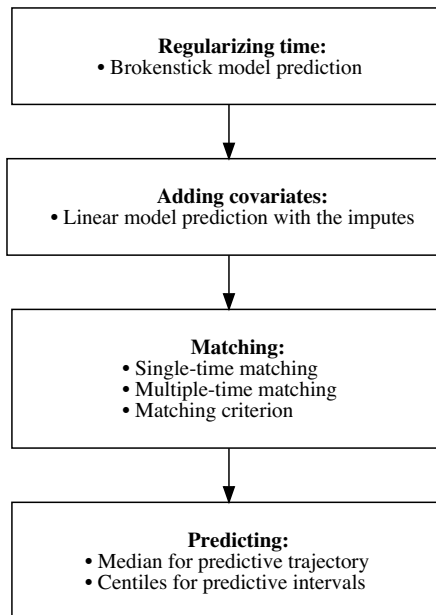 Regularizing time:
• Brokenstick model prediction
Adding covariates:
• Linear model prediction with the imputes
Matching:
• Single-time matching
• Multiple-time matching
• Matching criterion
Predicting:
• Median for predictive trajectory
• Centiles for predictive intervals